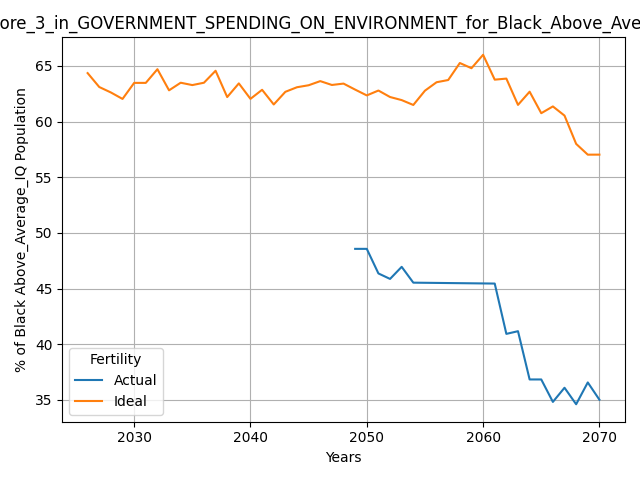 ore_3_in_GOVERNMENT_SPENDING_ON_ENVIRONMENT_for_Black_Above_Ave
% of Black Above_Average_IQ Population
65
60
55
50
45
40
35
Fertility
Actual
Ideal
2030
2040
2050
2060
2070
Years